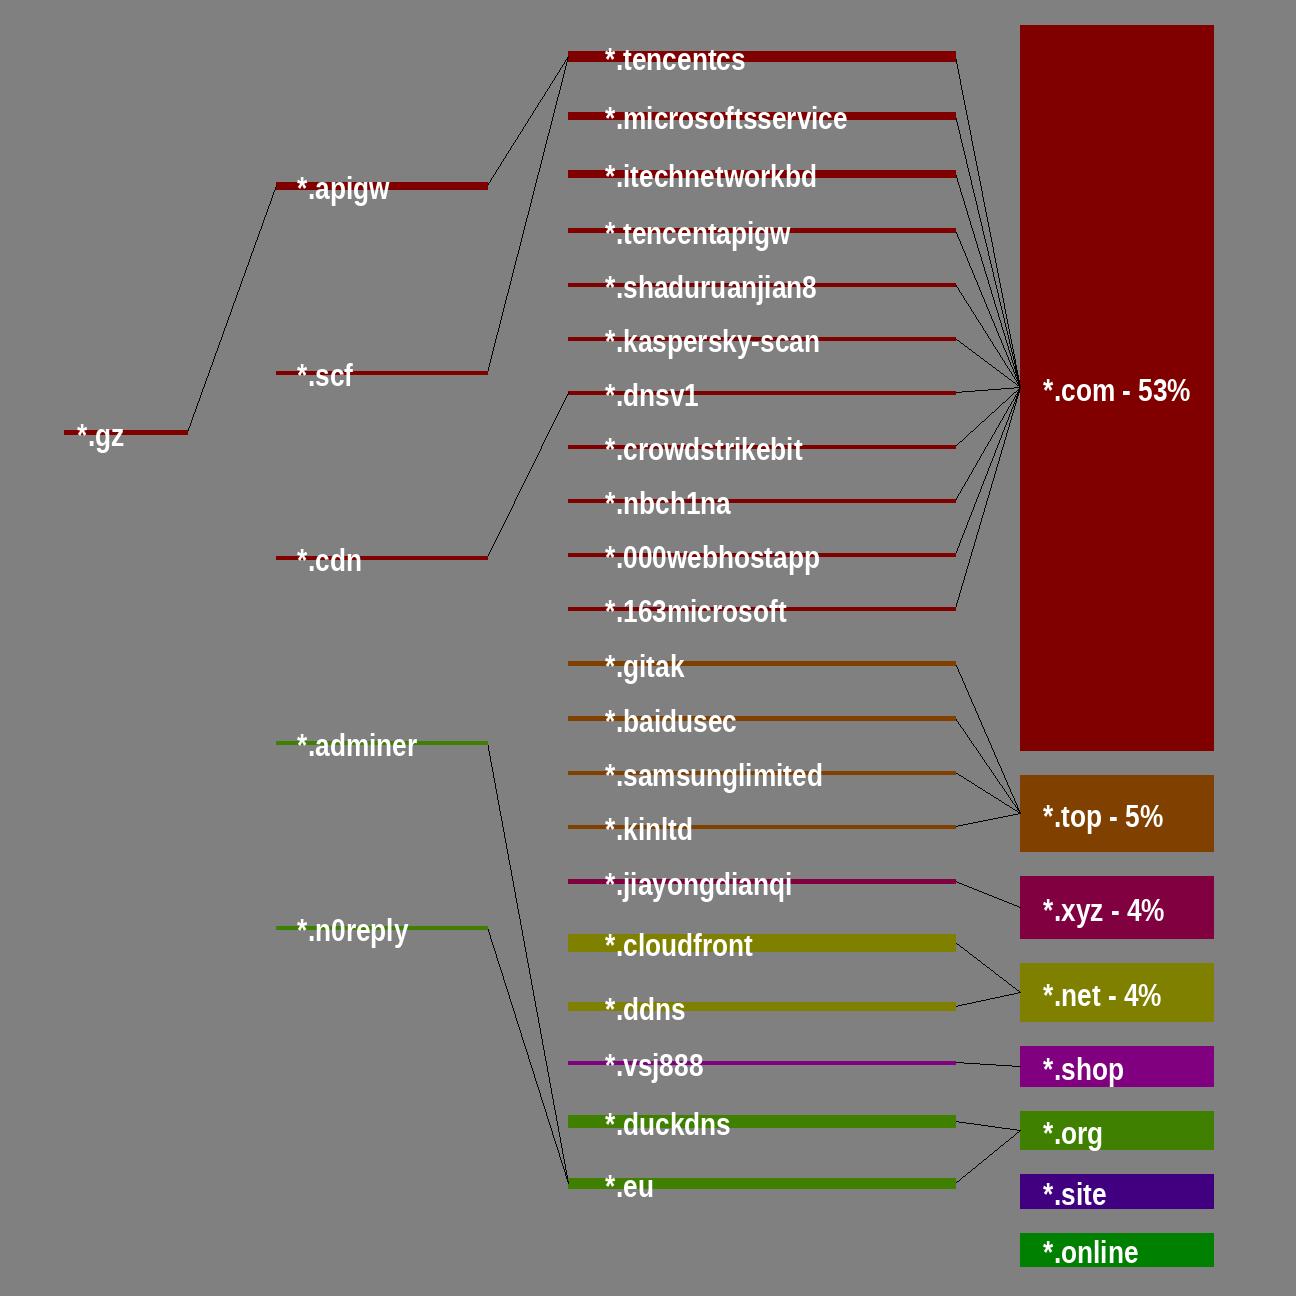 *.gz
*.apigw
*.scf
*.cdn
*.adminer
*.n0reply
*.tencentcs
*.microsoftsservice
*.itechnetworkbd
*.tencentapigw
*.shaduruanjian8
*.kaspersky-scan
*.dnsv1
*.crowdstrikebit
*.nbch1na
*.000webhostapp
*.163microsoft
*.gitak
*.baidusec
*.samsunglimited
*.kinltd
*.jiayongdianqi
*.cloudfront
*.ddns
*.vsj888
*.duckdns
*.eu
*.com - 53%
*.top - 5%
*.xyz - 4%
*.net - 4%
*.shop
*.org
*.site
*.online